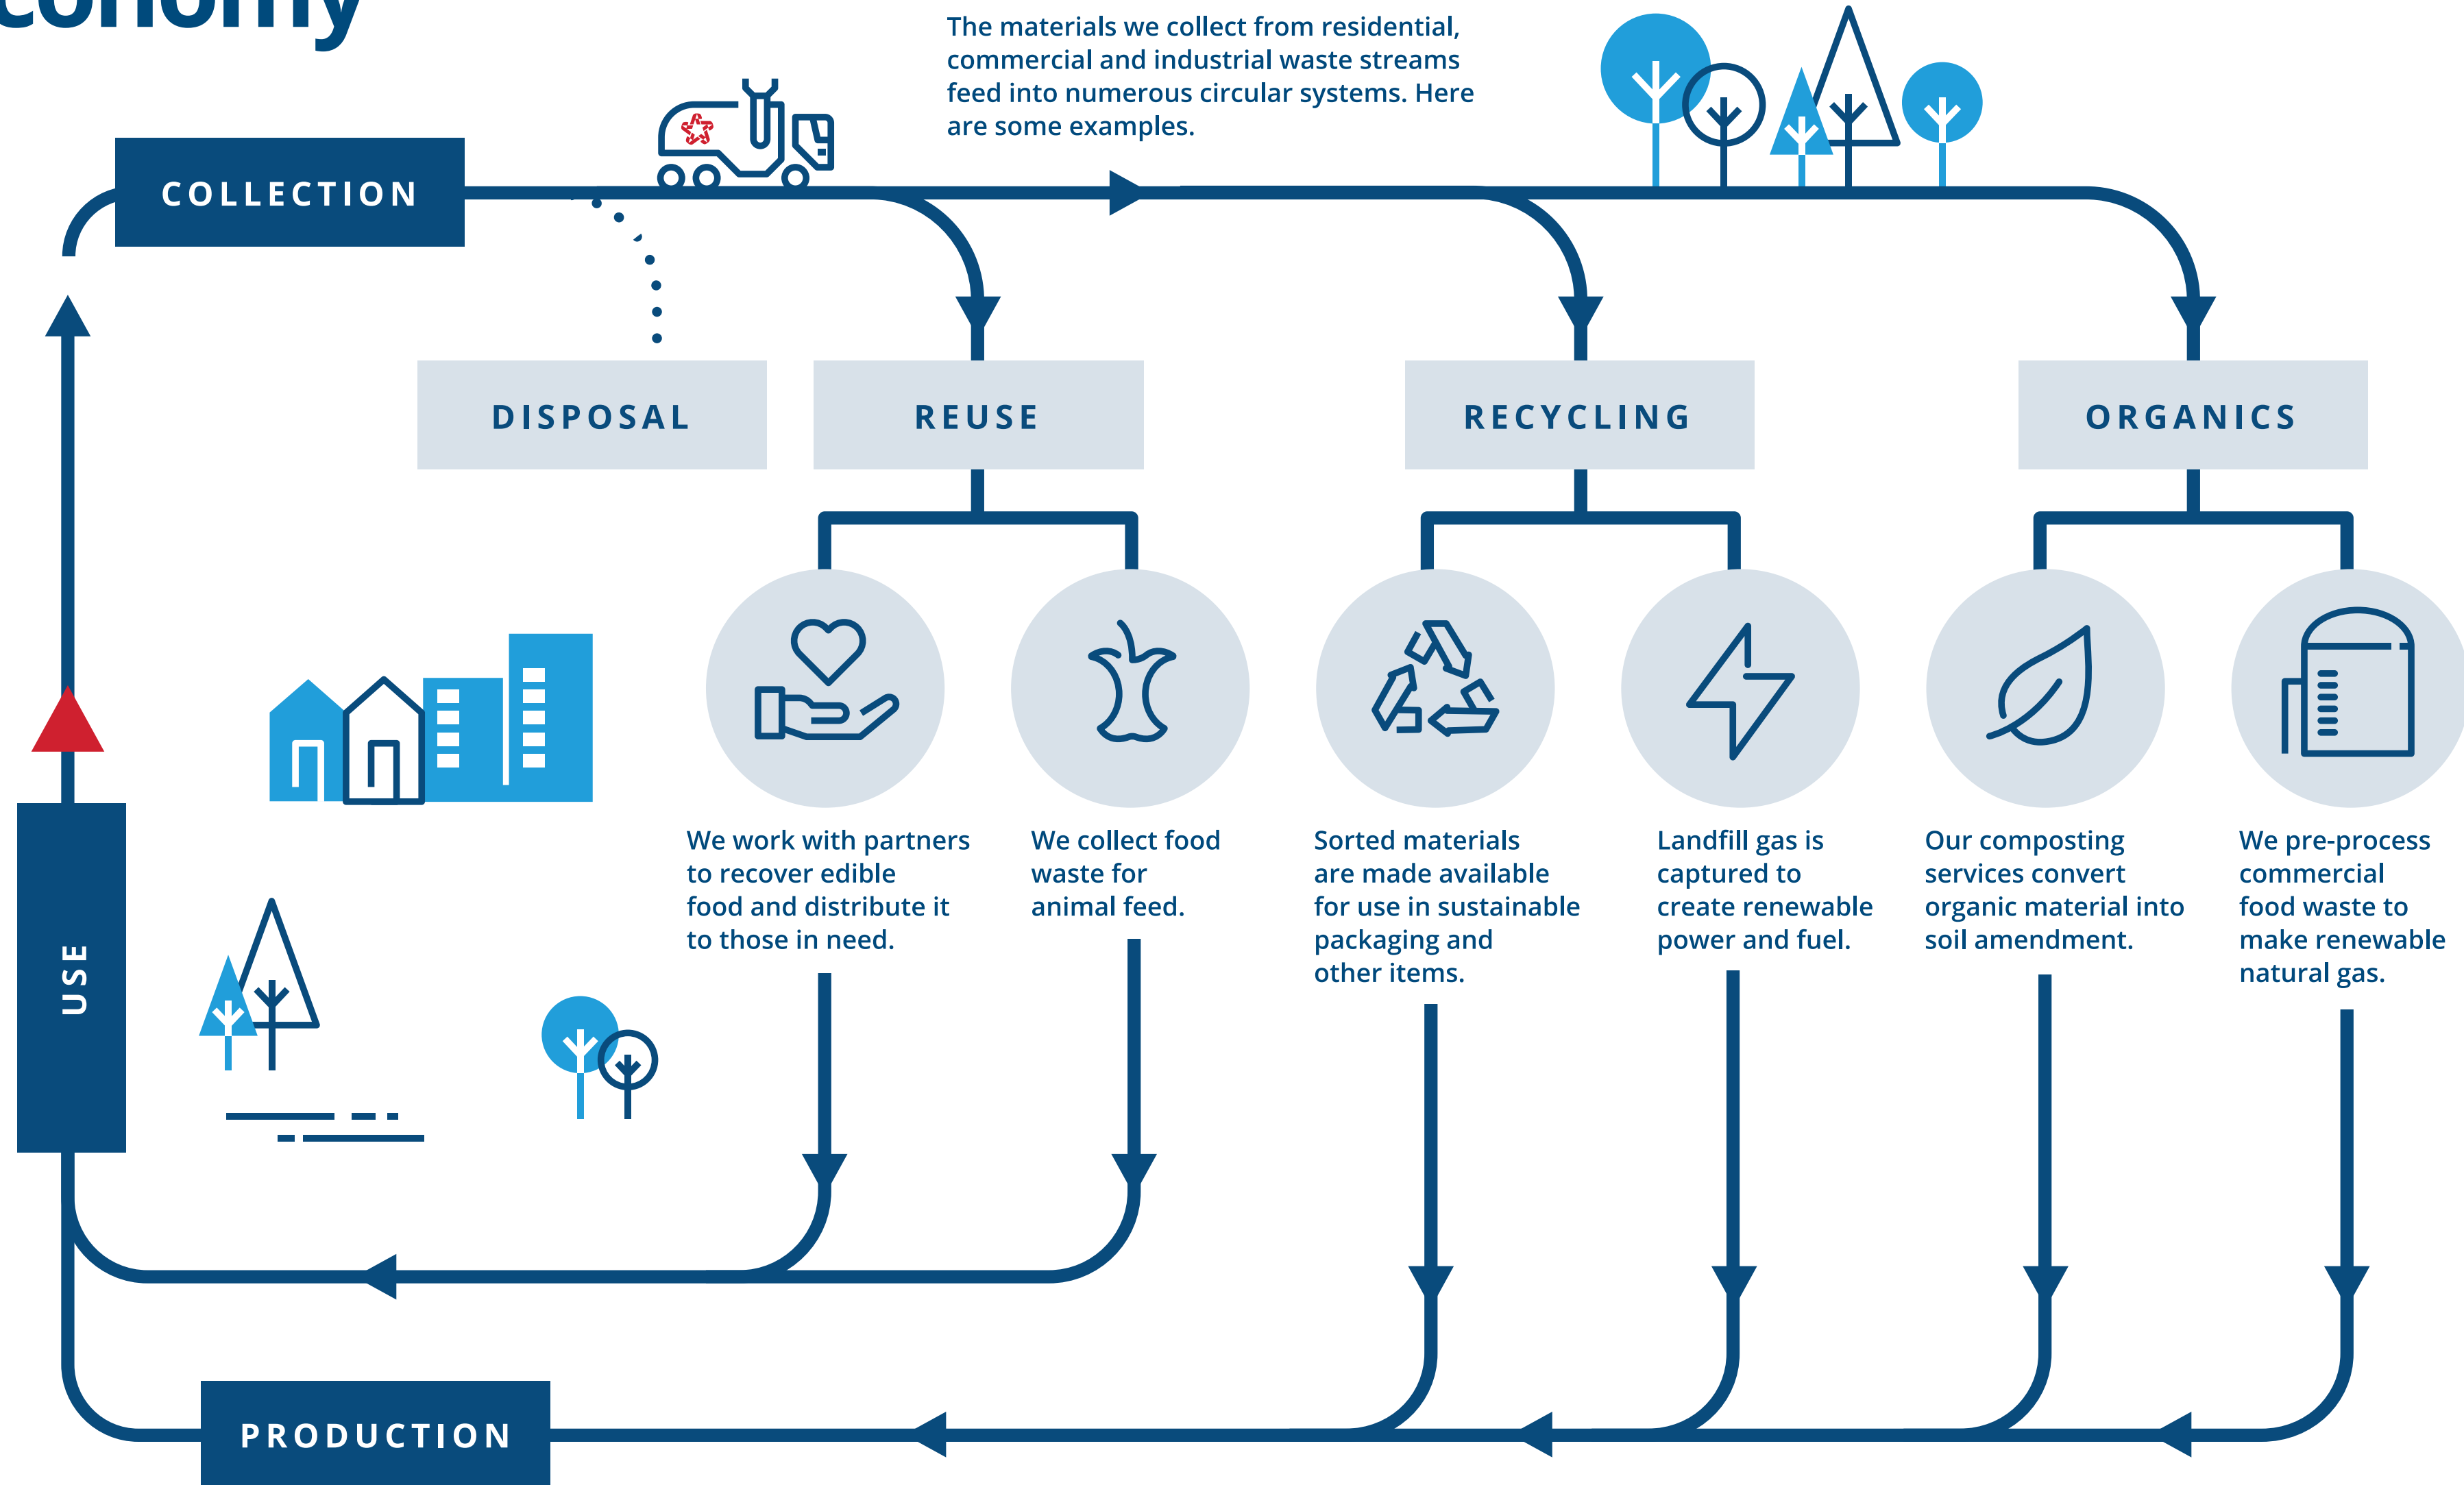 conomy
The materials we collect from residential,
commercial and industrial waste streams
feed into numerous circular systems. Here
are some examples.
COLLECTION
DISPOSAL
REUSE
RECYCLING
ORGANICS
We work with partners
to recover edible
food and distribute it
to those in need.
We collect food
waste for
animal feed.
Sorted materials
are made available
for use in sustainable
packaging and
other items.
Landfill gas is
captured to
create renewable
power and fuel.
Our composting
services convert
organic material into
soil amendment.
We pre-process
commercial
food waste to
make renewable
natural gas.
USE
PRODUCTION